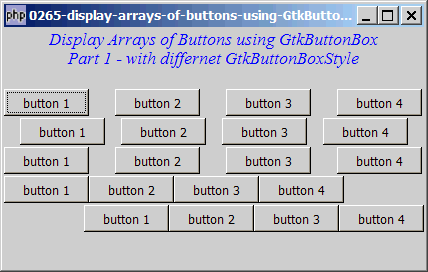 php 0265-display-arrays-of-buttons-using-GtkButto...
Display Arrays of Buttons using GtkButtonBox
Part 1 - with differnet GtkButtonBoxStyle
button 1 button 2 button 3 button 4
button 1 button 2 button 3 button 4
button 1 button 2 button 3 button 4
button 1 button 2 button 3 button 4
button 1 button 2 button 3 button 4